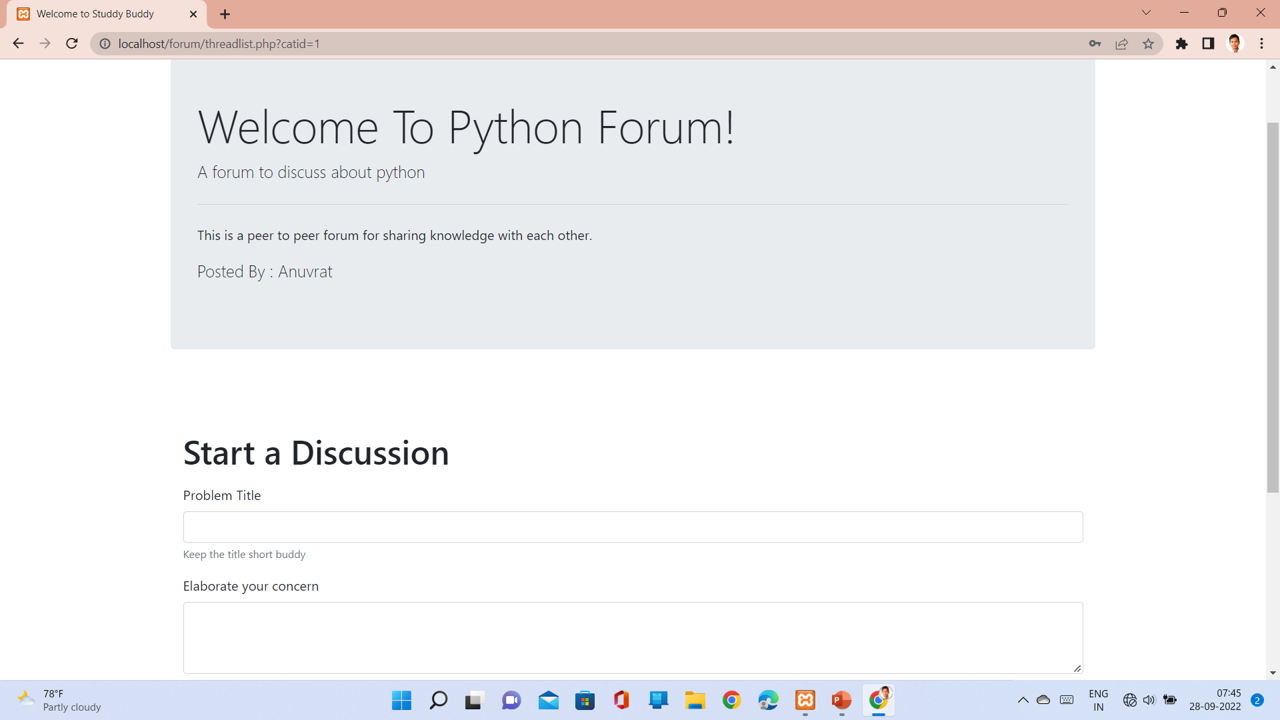 Welcome to Studdy Buddy
localhost/forum/threadlist.php?catid=1
Welcome To Python Forum!
A forum to discuss about python
This is a peer to peer forum for sharing knowledge with each other.
Posted By : Anuvrat
Start a Discussion
Problem Title
Keep the title short buddy
Elaborate your concern
78°F
Partly cloudy
ENG
IN
07:45
28-09-2022
2